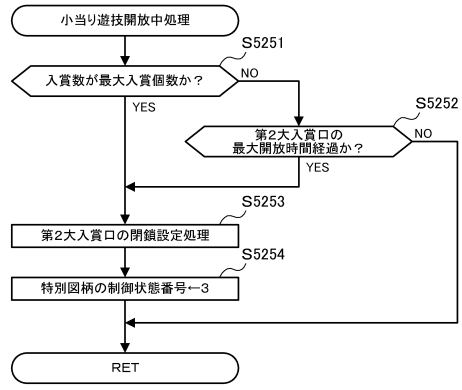 小当り遊技開放中処理
S5251
入賞数が最大入賞個数か？
NO
YES
S5252
第2大入賞口の
最大開放時間経過か？
NO
YES
S5253
第2大入賞口の閉鎖設定処理
S5254
特別図柄の制御状態番号←3
RET